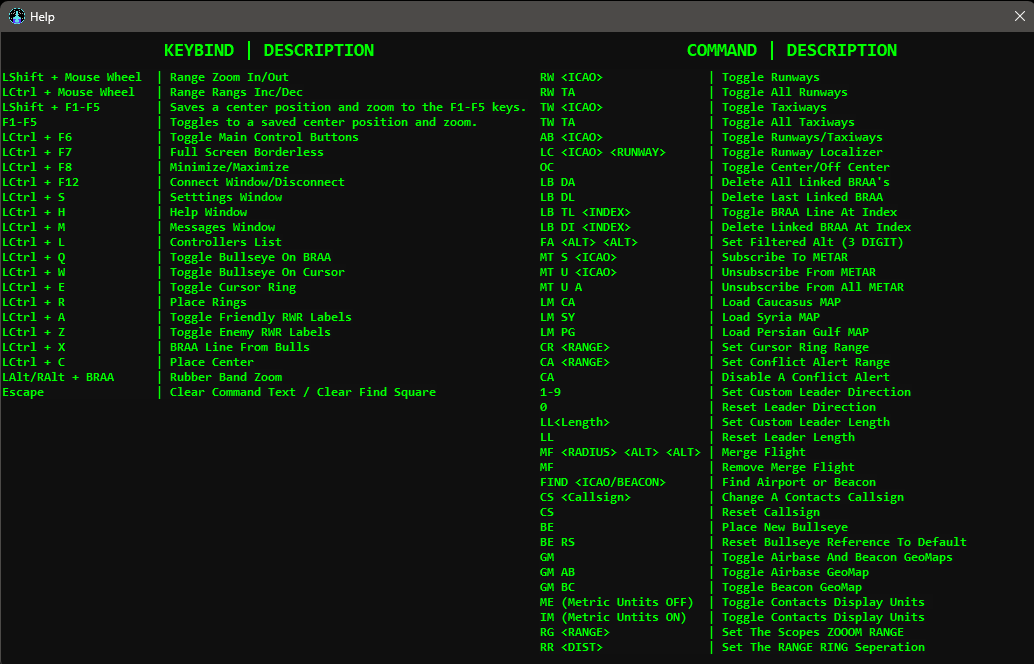 Help
KEYBIND | DESCRIPTION
LShift + Mouse Wheel | Range Zoom In/Out
LCtrl + Mouse Wheel | Range Rangs Inc/Dec
LShift + F1-F5 | Saves a center position and zoom to the F1-F5 keys.
F1-F5 | Toggles to a saved center position and zoom.
LCtrl + F6 | Toggle Main Control Buttons
LCtrl + F7 | Full Screen Borderless
LCtrl + F8 | Minimize/Maximize
LCtrl + F12 | Connect Window/Disconnect
LCtrl + S | Setttings Window
LCtrl + H | Help Window
LCtrl + M | Messages Window
LCtrl + L | Controllers List
LCtrl + Q | Toggle Bullseye On BRAA
LCtrl + W | Toggle Bullseye On Cursor
LCtrl + E | Toggle Cursor Ring
LCtrl + R | Place Rings
LCtrl + A | Toggle Friendly RWR Labels
LCtrl + Z | Toggle Enemy RWR Labels
LCtrl + X | BRAA Line From Bulls
LCtrl + C | Place Center
LAlt/RAlt + BRAA | Rubber Band Zoom
Escape | Clear Command Text / Clear Find Square
COMMAND | DESCRIPTION
RW <ICAO> | Toggle Runways
RW TA | Toggle All Runways
TW <ICAO> | Toggle Taxiways
TW TA | Toggle All Taxiways
AB <ICAO> | Toggle Runways/Taxiways
LC <ICAO> <RUNWAY> | Toggle Runway Localizer
OC | Toggle Center/Off Center
LB DA | Delete All Linked BRAA's
LB DL | Delete Last Linked BRAA
LB TL <INDEX> | Toggle BRAA Line At Index
LB DI <INDEX> | Delete Linked BRAA At Index
FA <ALT> <ALT> | Set Filtered Alt (3 DIGIT)
MT S <ICAO> | Subscribe To METAR
MT U <ICAO> | Unsubscribe From METAR
MT U A | Unsubscribe From All METAR
LM CA | Load Caucasus MAP
LM SY | Load Syria MAP
LM PG | Load Persian Gulf MAP
CR <RANGE> | Set Cursor Ring Range
CA <RANGE> | Set Conflict Alert Range
CA | Disable A Conflict Alert
1-9 | Set Custom Leader Direction
0 | Reset Leader Direction
LL<Length> | Set Custom Leader Length
LL | Reset Leader Length
MF <RADIUS> <ALT> <ALT> | Merge Flight
MF | Remove Merge Flight
FIND <ICAO/BEACON> | Find Airport or Beacon
CS <Callsign> | Change A Contacts Callsign
CS | Reset Callsign
BE | Place New Bullseye
BE RS | Reset Bullseye Reference To Default
GM | Toggle Airbase And Beacon GeoMaps
GM AB | Toggle Airbase GeoMap
GM BC | Toggle Beacon GeoMap
ME (Metric Untits OFF) | Toggle Contacts Display Units
IM (Metric Untits ON) | Toggle Contacts Display Units
RG <RANGE> | Set The Scopes ZOOOM RANGE
RR <DIST> | Set The RANGE RING Seperation